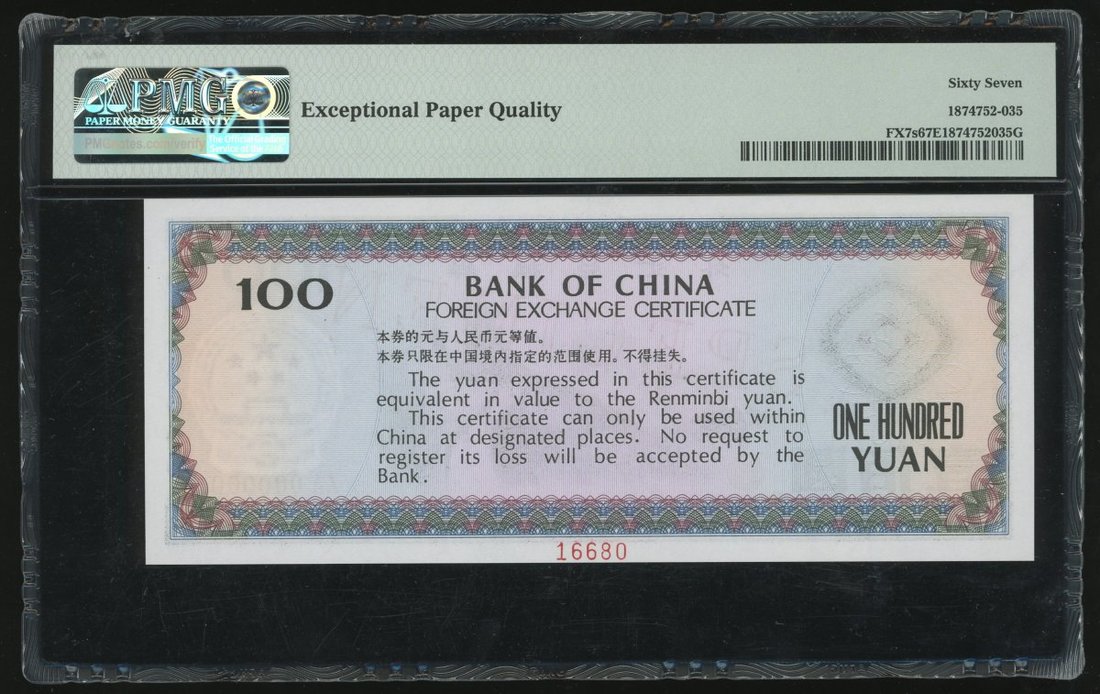 PMG
PAPER MONEY GUARANTY
PMGnotes.com/verify
Exceptional Paper Quality
Sixty Seven
1874752-035
FX7s67E1874752035G
100
BANK OF CHINA
FOREIGN EXCHANGE CERTIFICATE
本券的元与人民币元等值。
本券只限在中国境内指定的范围使用。不得挂失。
The yuan expressed in this certificate is
equivalent in value to the Renminbi yuan.
This certificate can only be used within
China at designated places. No request to
register its loss will be accepted by the
Bank.
ONE HUNDRED
YUAN
16680